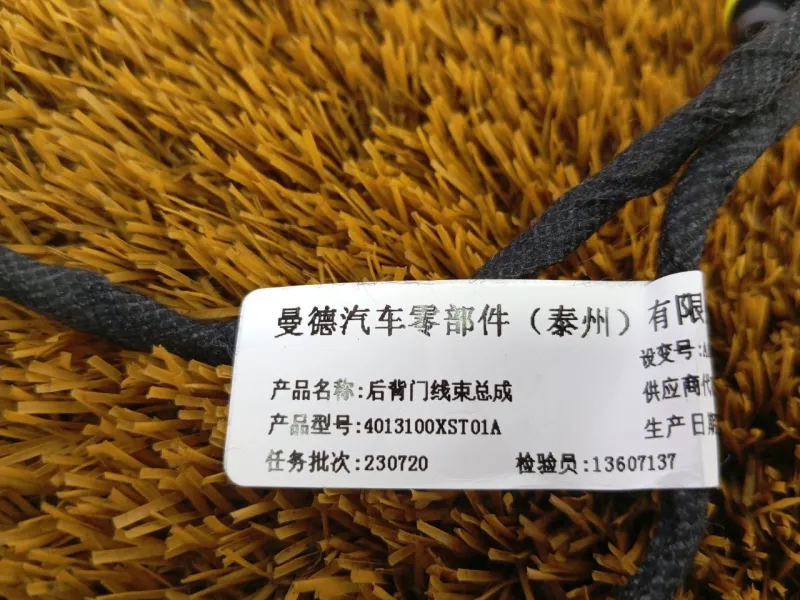 曼德汽车零部件（泰州）有限
设变号:
产品名称:后背门线束总成 供应商代
产品型号:4013100XST01A 生产日期
任务批次:230720 检验员:13607137